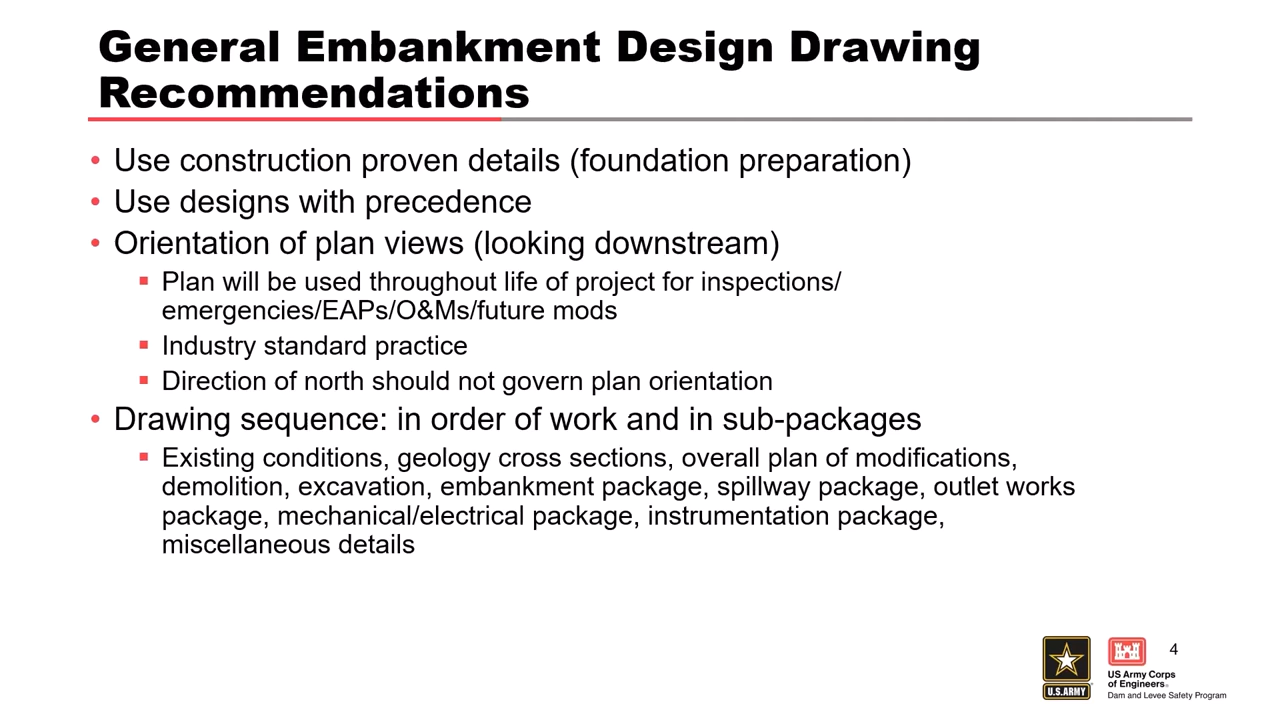 General Embankment Design Drawing
Recommendations
• Use construction proven details (foundation preparation)
• Use designs with precedence
• Orientation of plan views (looking downstream)
▪ Plan will be used throughout life of project for inspections/
emergencies/EAPs/O&Ms/future mods
▪ Industry standard practice
▪ Direction of north should not govern plan orientation
• Drawing sequence: in order of work and in sub-packages
▪ Existing conditions, geology cross sections, overall plan of modifications,
demolition, excavation, embankment package, spillway package, outlet works
package, mechanical/electrical package, instrumentation package,
miscellaneous details
4
U.S.ARMY
US Army Corps
of Engineers®
Dam and Levee Safety Program